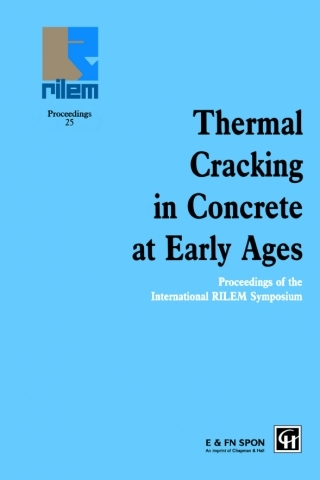 rilem
Proceedings
25
Thermal
Cracking
in Concrete
at Early Ages
Proceedings of the
International RILEM Symposium
E & FN SPON
An imprint of Chapman & Hall
CH